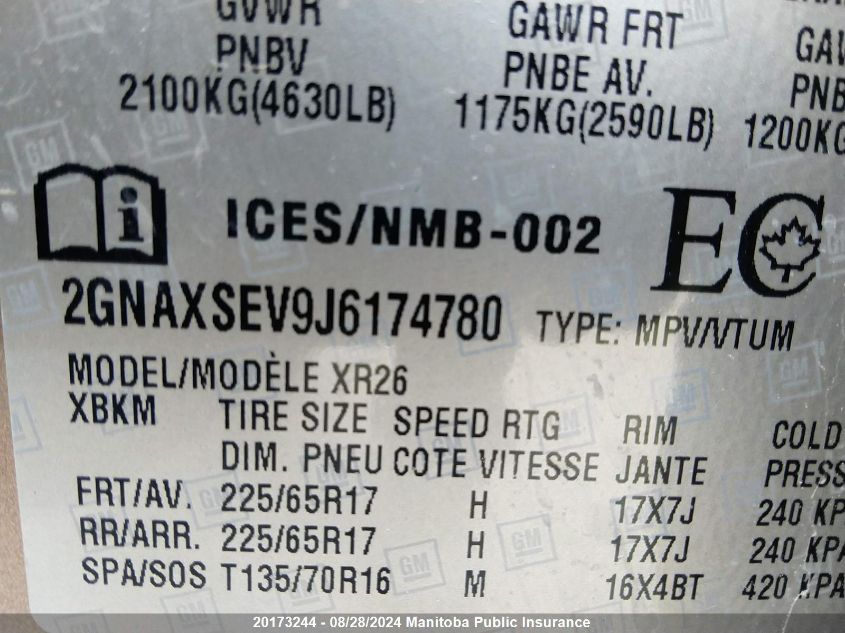 GVWR GAWR FRT
PNBV PNBE AV.
2100KG(4630LB) 1175KG(2590LB) 1200KG
ICES/NMB-002 EC
2GNAXSEV9J6174780 TYPE: MPV/VTUM
MODEL/MODÈLE XR26
XBKM TIRE SIZE SPEED RTG RIM COLD
DIM. PNEU COTE VITESSE JANTE PRESS
FRT/AV. 225/65R17 H 17X7J 240 KP
RR/ARR. 225/65R17 H 17X7J 240 KPA
SPA/SOS T135/70R16 M 16X4BT 420 KPA
20173244 - 08/28/2024 Manitoba Public Insurance